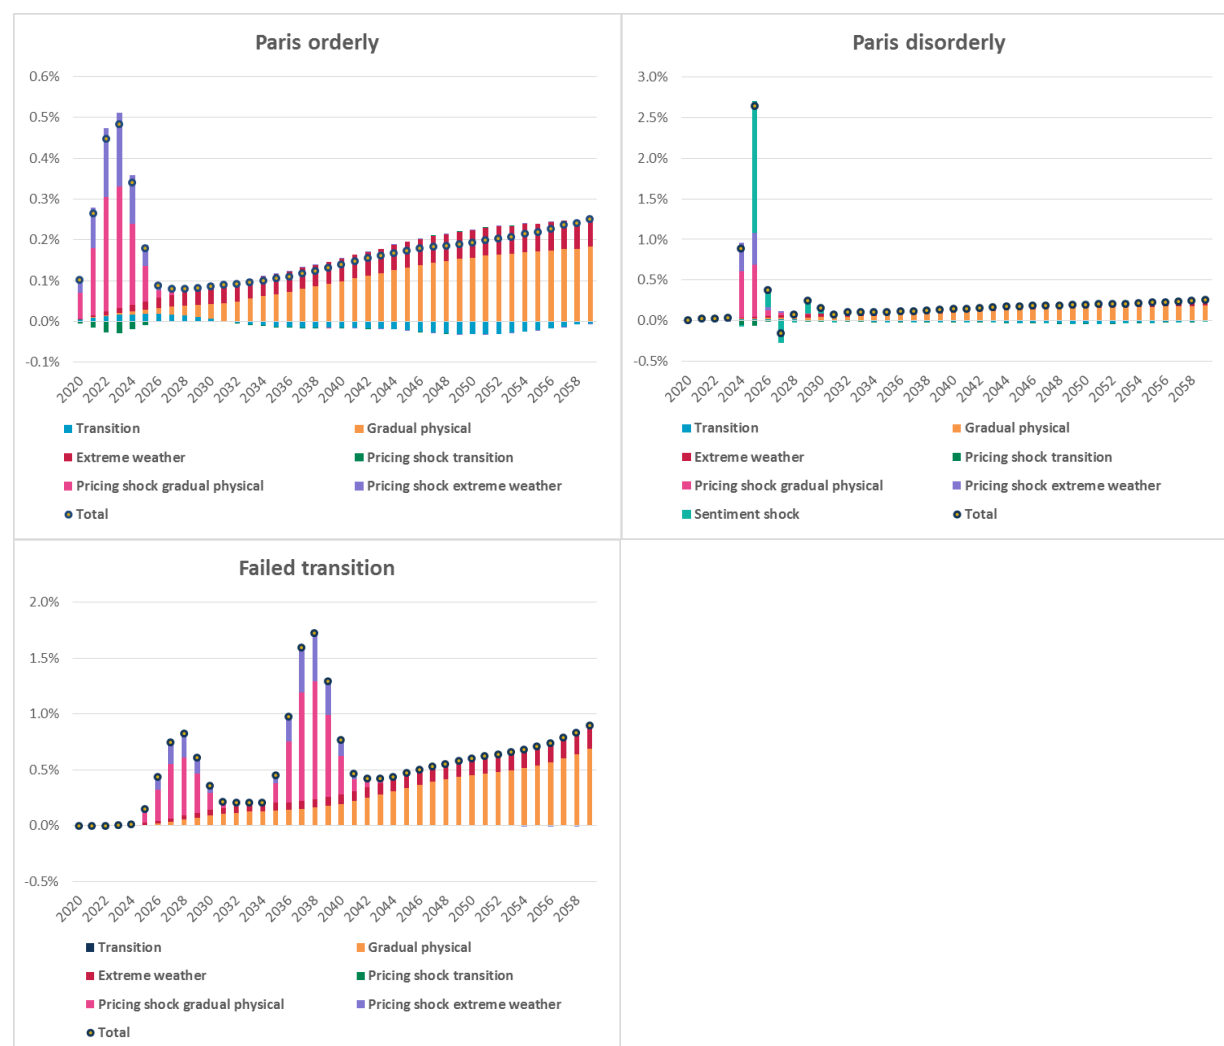 Paris orderly
0.6%
0.5%
0.4%
0.3%
0.2%
0.1%
0.0%
-0.1%
2020 2022 2024 2026 2028 2030 2032 2034 2036 2038 2040 2042 2044 2046 2048 2050 2052 2054 2056 2058
Transition Gradual physical
Extreme weather Pricing shock transition
Pricing shock gradual physical Pricing shock extreme weather
Total
Paris disorderly
3.0%
2.5%
2.0%
1.5%
1.0%
0.5%
0.0%
-0.5%
2020 2022 2024 2026 2028 2030 2032 2034 2036 2038 2040 2042 2044 2046 2048 2050 2052 2054 2056 2058
Transition Gradual physical
Extreme weather Pricing shock transition
Pricing shock gradual physical Pricing shock extreme weather
Sentiment shock Total
Failed transition
2.0%
1.5%
1.0%
0.5%
0.0%
-0.5%
2020 2022 2024 2026 2028 2030 2032 2034 2036 2038 2040 2042 2044 2046 2048 2050 2052 2054 2056 2058
Transition Gradual physical
Extreme weather Pricing shock transition
Pricing shock gradual physical Pricing shock extreme weather
Total